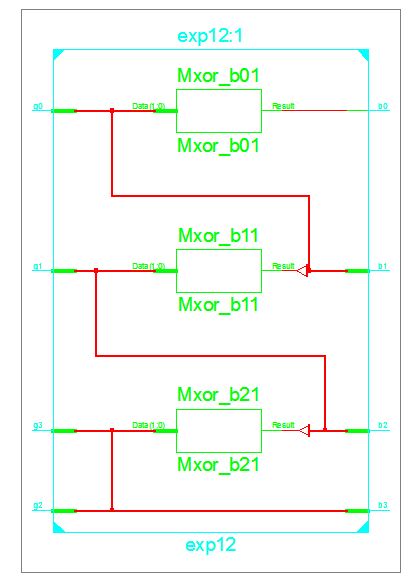 exp12:1
Mxor_b01
g0
Data(1:0)
Result
b0
Mxor_b01
Mxor_b11
g1
Data(1:0)
Result
b1
Mxor_b11
Mxor_b21
g3
Data(1:0)
Result
b2
Mxor_b21
g2
b3
exp12